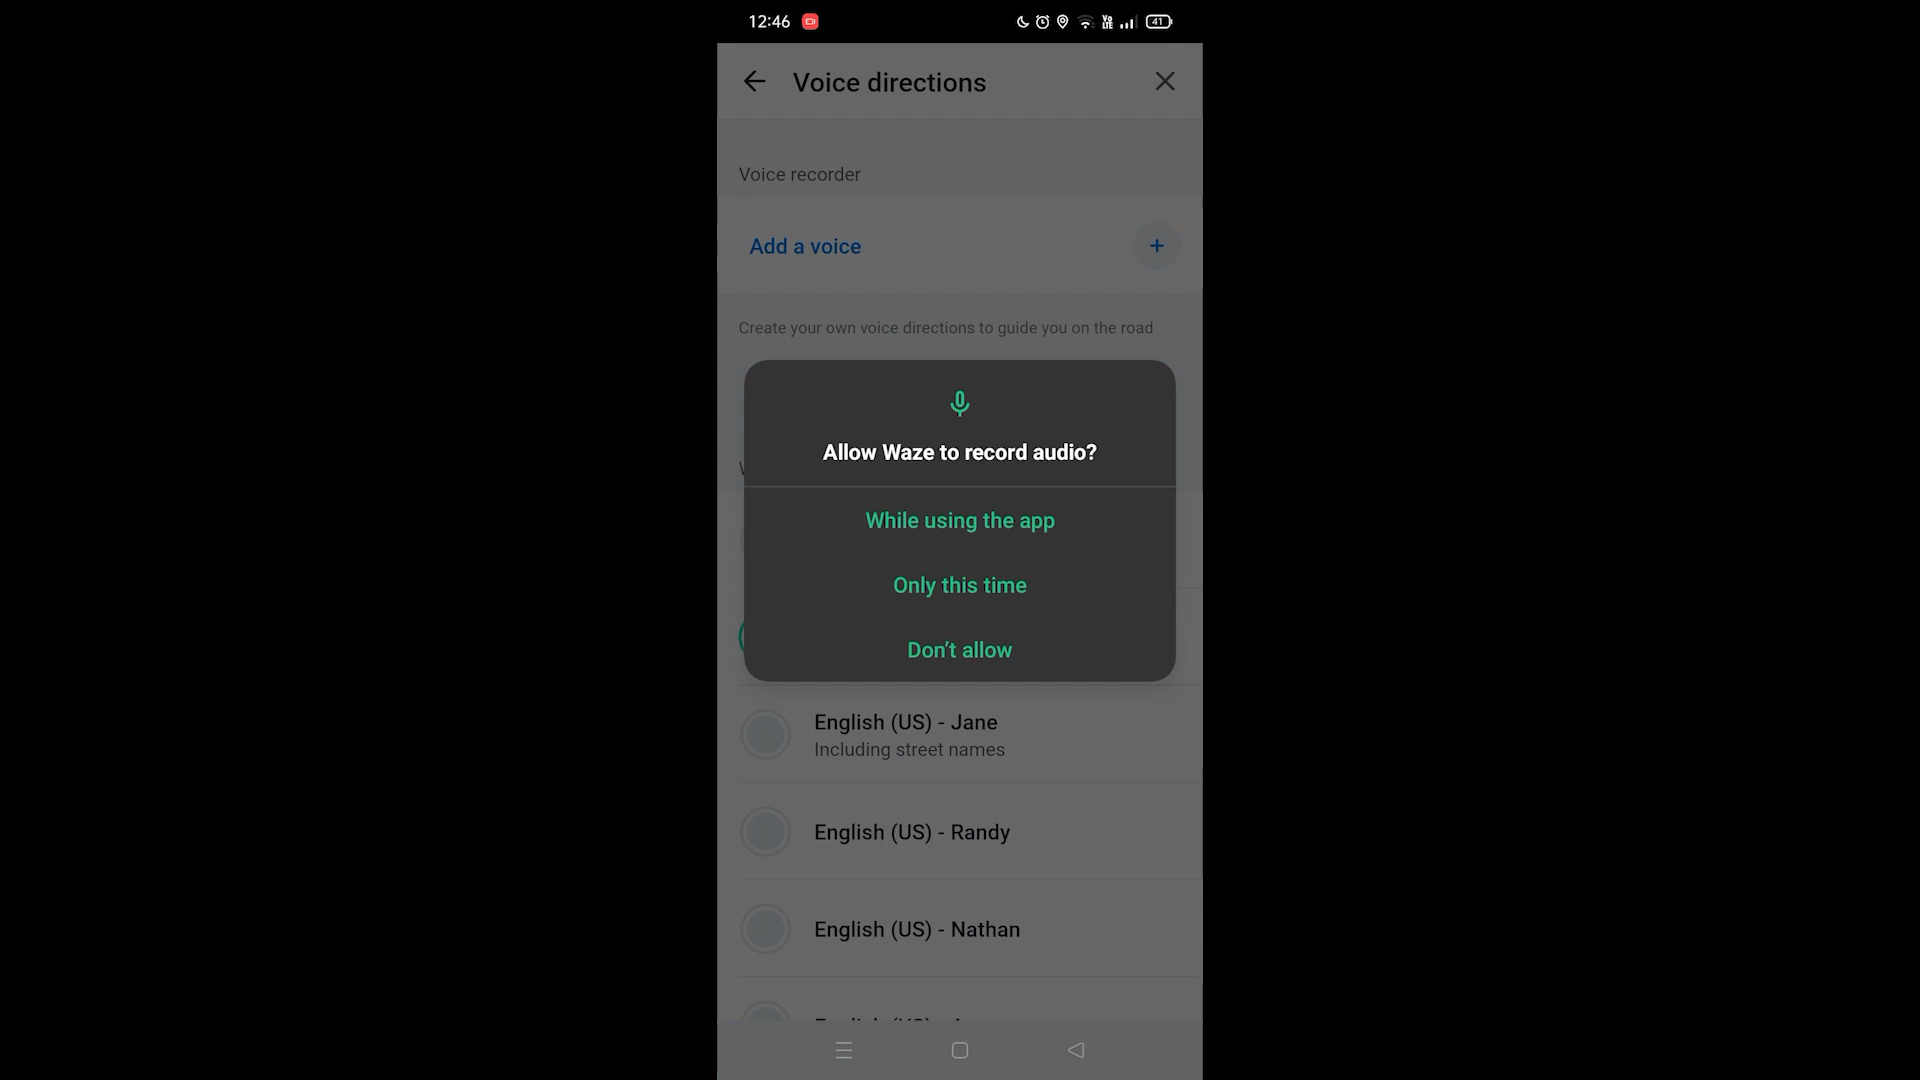 12:46
VoLTE
41
Voice directions
Voice recorder
Add a voice
Create your own voice directions to guide you on the road
Allow Waze to record audio?
While using the app
Only this time
Don’t allow
English (US) - Jane
Including street names
English (US) - Randy
English (US) - Nathan